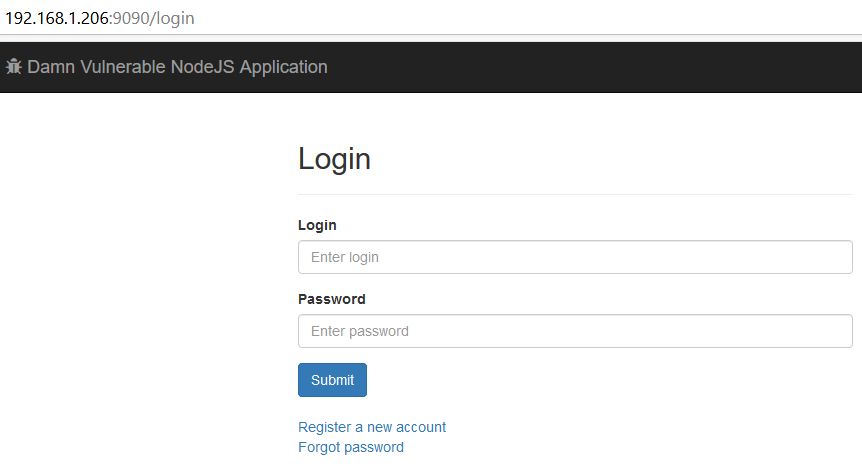 192.168.1.206:9090/login
Damn Vulnerable NodeJS Application
Login
Login
Enter login
Password
Enter password
Submit
Register a new account
Forgot password